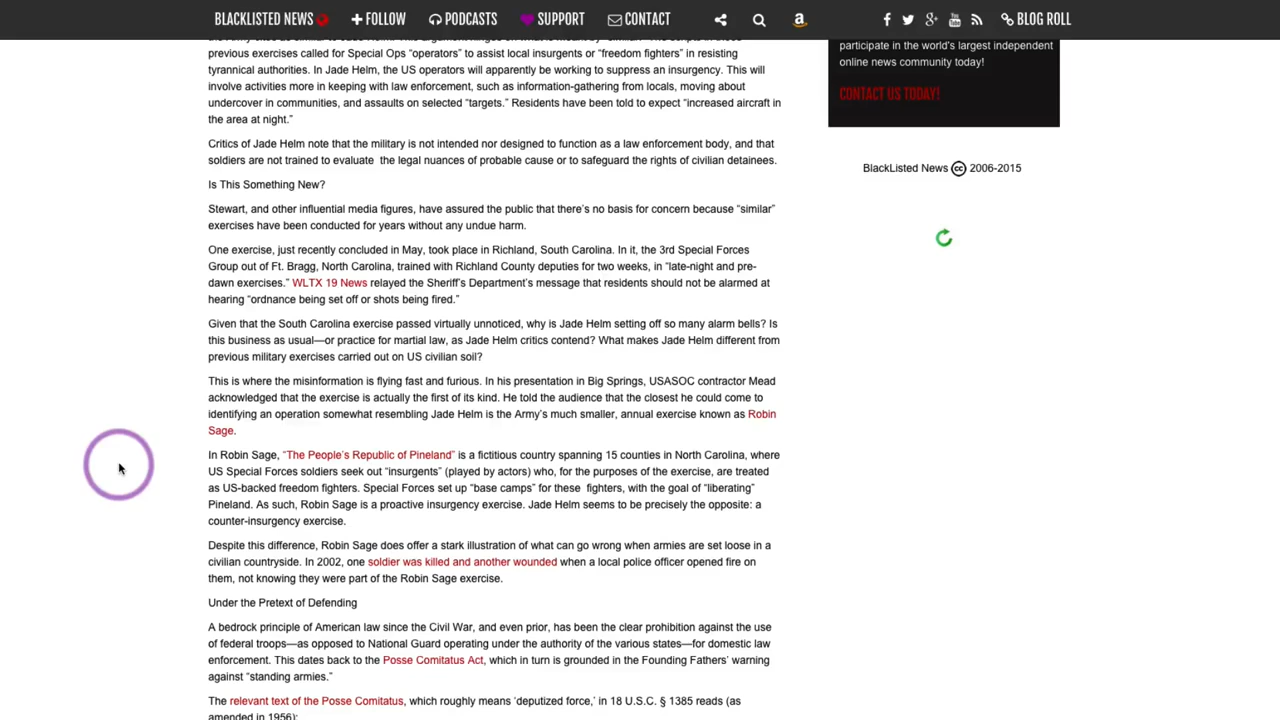 BLACKLISTED NEWS FOLLOW PODCASTS SUPPORT CONTACT BLOG ROLL
previous exercises called for Special Ops “operators” to assist local insurgents or “freedom fighters” in resisting
tyrannical authorities. In Jade Helm, the US operators will apparently be working to suppress an insurgency. This will
involve activities more in keeping with law enforcement, such as information-gathering from locals, moving about
undercover in communities, and assaults on selected “targets.” Residents have been told to expect “increased aircraft in
the area at night.”
Critics of Jade Helm note that the military is not intended nor designed to function as a law enforcement body, and that
soldiers are not trained to evaluate the legal nuances of probable cause or to safeguard the rights of civilian detainees.
Is This Something New?
Stewart, and other influential media figures, have assured the public that there’s no basis for concern because “similar”
exercises have been conducted for years without any undue harm.
One exercise, just recently concluded in May, took place in Richland, South Carolina. In it, the 3rd Special Forces
Group out of Ft. Bragg, North Carolina, trained with Richland County deputies for two weeks, in “late-night and pre-
dawn exercises.” WLTX 19 News relayed the Sheriff’s Department’s message that residents should not be alarmed at
hearing “ordnance being set off or shots being fired.”
Given that the South Carolina exercise passed virtually unnoticed, why is Jade Helm setting off so many alarm bells? Is
this business as usual—or practice for martial law, as Jade Helm critics contend? What makes Jade Helm different from
previous military exercises carried out on US civilian soil?
This is where the misinformation is flying fast and furious. In his presentation in Big Springs, USASOC contractor Mead
acknowledged that the exercise is actually the first of its kind. He told the audience that the closest he could come to
identifying an operation somewhat resembling Jade Helm is the Army’s much smaller, annual exercise known as Robin
Sage.
In Robin Sage, “The People’s Republic of Pineland” is a fictitious country spanning 15 counties in North Carolina, where
US Special Forces soldiers seek out “insurgents” (played by actors) who, for the purposes of the exercise, are treated
as US-backed freedom fighters. Special Forces set up “base camps” for these fighters, with the goal of “liberating”
Pineland. As such, Robin Sage is a proactive insurgency exercise. Jade Helm seems to be precisely the opposite: a
counter-insurgency exercise.
Despite this difference, Robin Sage does offer a stark illustration of what can go wrong when armies are set loose in a
civilian countryside. In 2002, one soldier was killed and another wounded when a local police officer opened fire on
them, not knowing they were part of the Robin Sage exercise.
Under the Pretext of Defending
A bedrock principle of American law since the Civil War, and even prior, has been the clear prohibition against the use
of federal troops—as opposed to National Guard operating under the authority of the various states—for domestic law
enforcement. This dates back to the Posse Comitatus Act, which in turn is grounded in the Founding Fathers’ warning
against “standing armies.”
The relevant text of the Posse Comitatus, which roughly means ‘deputized force,’ in 18 U.S.C. § 1385 reads (as
amended in 1956):
participate in the world's largest independent
online news community today!
CONTACT US TODAY!
BlackListed News cc 2006-2015